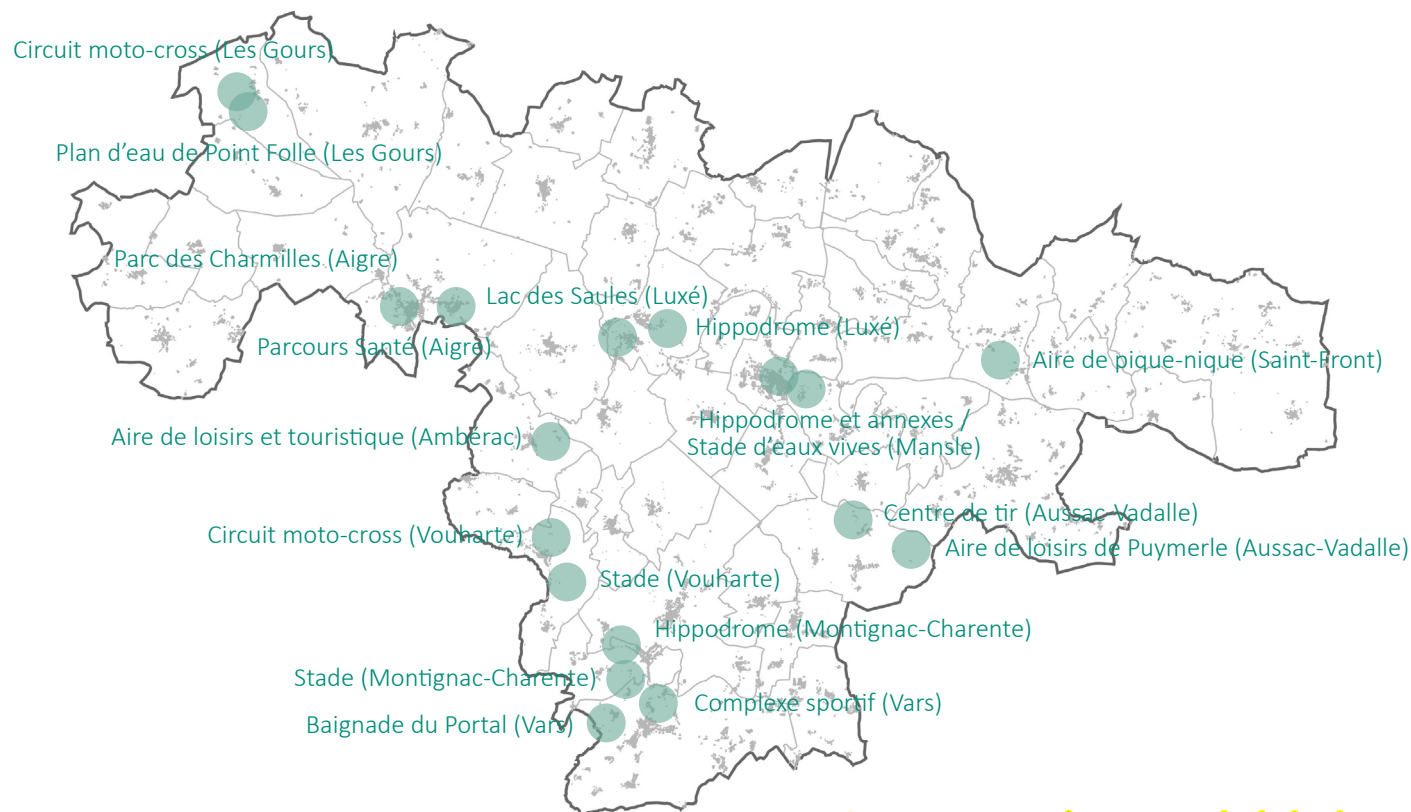 Circuit moto-cross (Les Gours)
Plan d'eau de Point Folle (Les Gours)
Parc des Charmilles (Aigre)
Lac des Saules (Luxé)
Hippodrome (Luxé)
Parcours Santé (Aigre)
Aire de pique-nique (Saint-Front)
Hippodrome et annexes /
Stade d'eaux vives (Mansle)
Aire de loisirs et touristique (Ambérac)
Centre de tir (Aussac-Vadalle)
Circuit moto-cross (Vouharte)
Aire de loisirs de Puymerle (Aussac-Vadalle)
Stade (Vouharte)
Hippodrome (Montignac-Charente)
Stade (Montignac-Charente)
Complexe sportif (Vars)
Baignade du Portal (Vars)